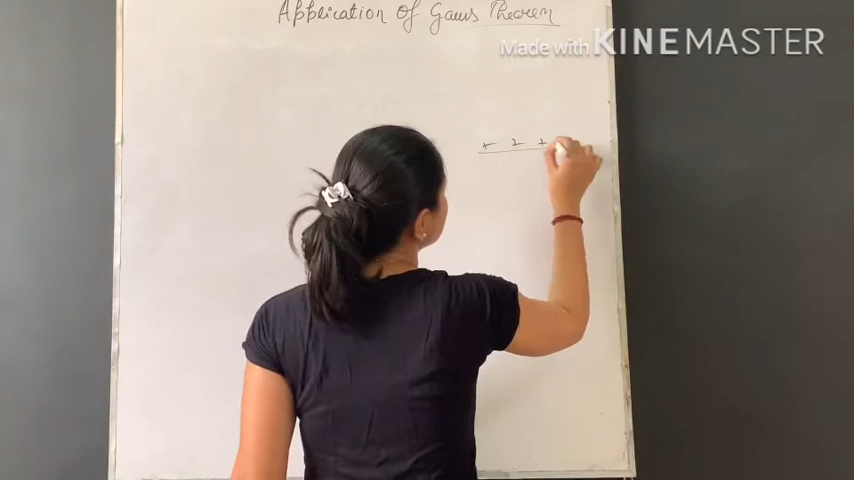 Application of Gauss Theorem
Made with KINEMASTER
+ + +